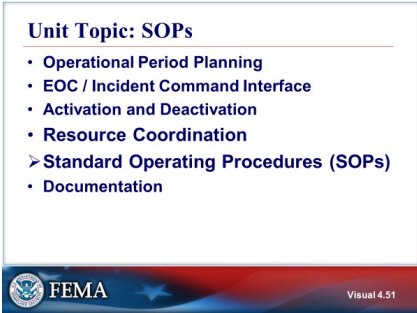 Unit Topic: SOPs
• Operational Period Planning
• EOC / Incident Command Interface
• Activation and Deactivation
• Resource Coordination
➢Standard Operating Procedures (SOPs)
• Documentation
FEMA
Visual 4.51